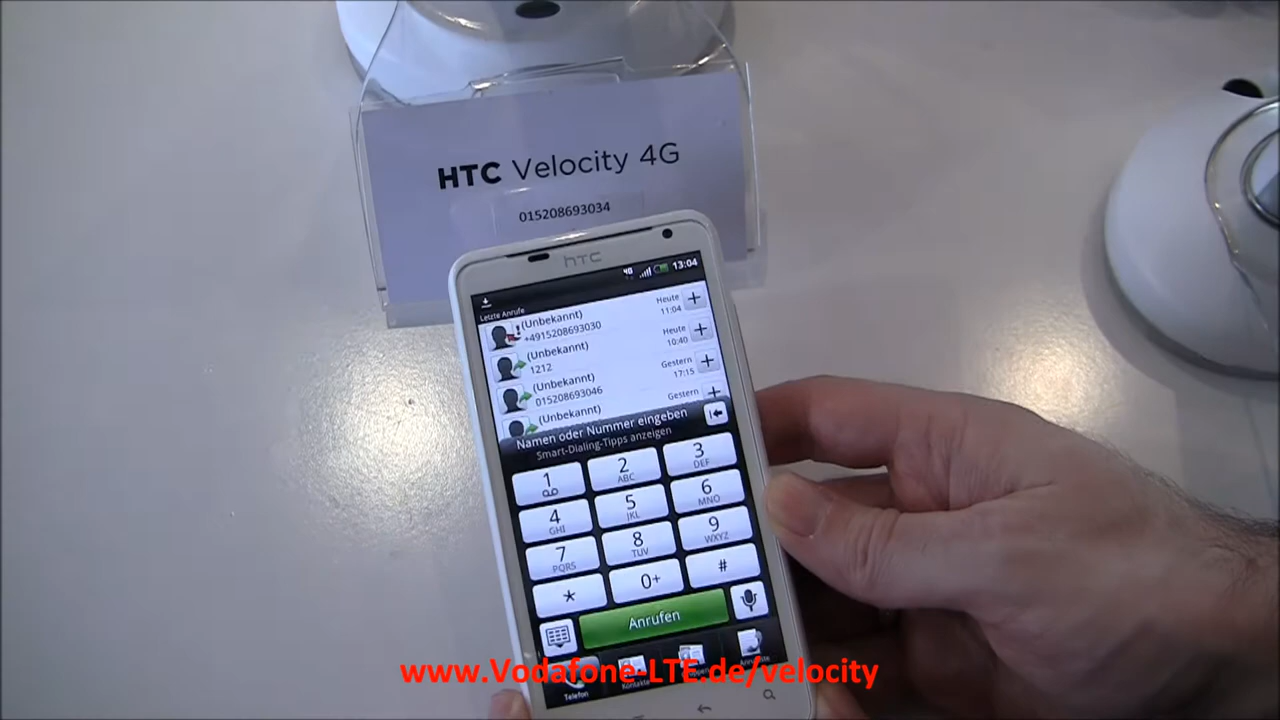 HTC Velocity 4G
015208693034
hTC
4G 13:04
Letzte Anrufe
(Unbekannt)
+4915208693030
Heute
11:04
(Unbekannt)
1212
Heute
10:40
(Unbekannt)
015208693046
Gestern
17:15
(Unbekannt)
Gestern
Namen oder Nummer eingeben
Smart-Dialing-Tipps anzeigen
1
2 ABC
3 DEF
4 GHI
5 JKL
6 MNO
7 PQRS
8 TUV
9 WXYZ
*
0+
#
Anrufen
Telefon
Kontakte
www.Vodafone-LTE.de/velocity